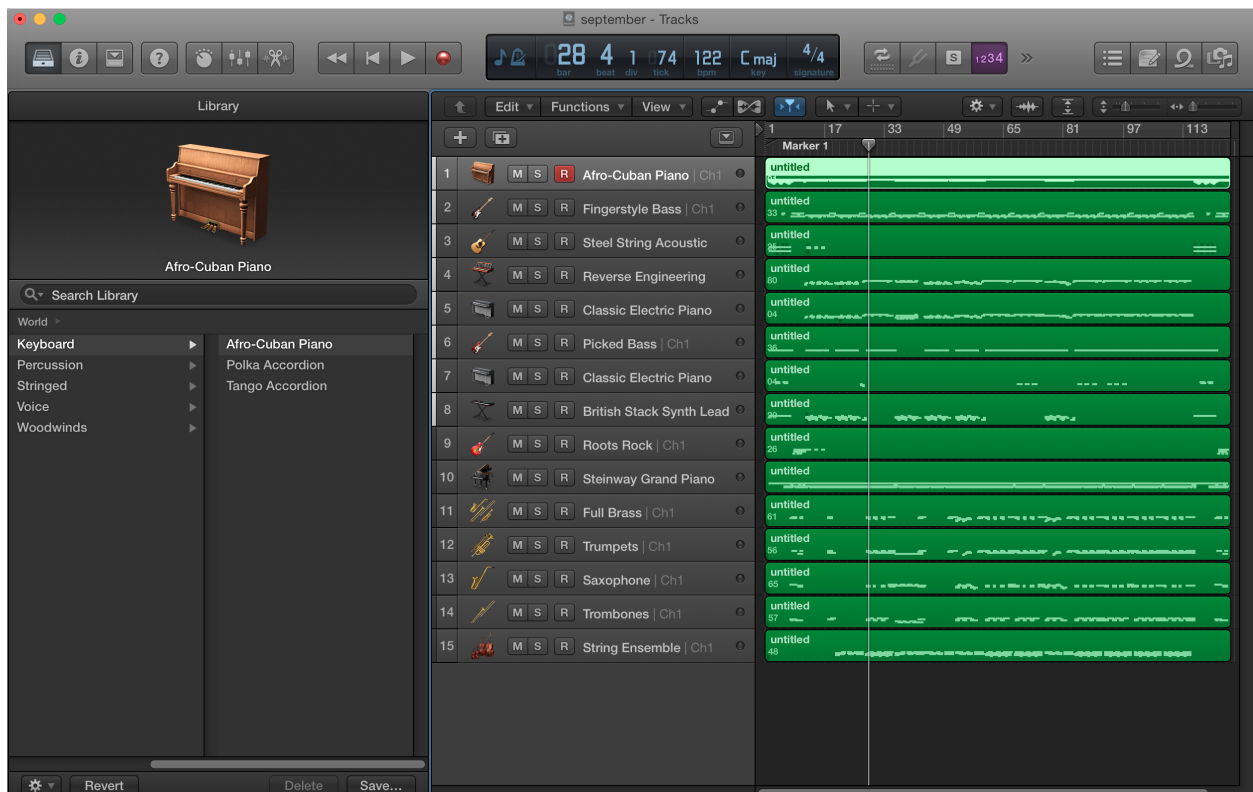 september - Tracks
28 4 1 74 122 C maj 4/4
bar beat div tick bpm key signature
S 1234
Library
Edit Functions View
1 17 33 49 65 81 97 113
Marker 1
Afro-Cuban Piano
Search Library
World
Keyboard
Percussion
Stringed
Voice
Woodwinds
Afro-Cuban Piano
Polka Accordion
Tango Accordion
Revert Delete Save...
1 M S R Afro-Cuban Piano | Ch1
2 M S R Fingerstyle Bass | Ch1
3 M S R Steel String Acoustic
4 M S R Reverse Engineering
5 M S R Classic Electric Piano
6 M S R Picked Bass | Ch1
7 M S R Classic Electric Piano
8 M S R British Stack Synth Lead
9 M S R Roots Rock | Ch1
10 M S R Steinway Grand Piano
11 M S R Full Brass | Ch1
12 M S R Trumpets | Ch1
13 M S R Saxophone | Ch1
14 M S R Trombones | Ch1
15 M S R String Ensemble | Ch1
untitled
untitled
33
untitled
untitled
80
untitled
04
untitled
36
untitled
04
untitled
untitled
26
untitled
untitled
61
untitled
56
untitled
65
untitled
57
untitled
48